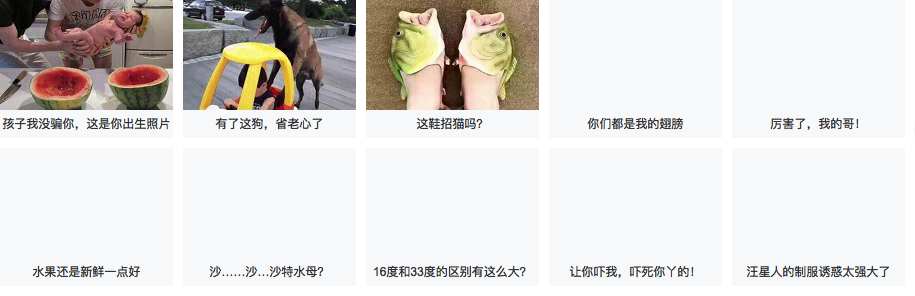 孩子我没骗你，这是你出生照片
有了这狗，省老心了
这鞋招猫吗?
你们都是我的翅膀
厉害了，我的哥！
水果还是新鲜一点好
沙……沙…沙特水母？
16度和33度的区别有这么大？
让你吓我，吓死你丫的！
汪星人的制服诱惑太强大了